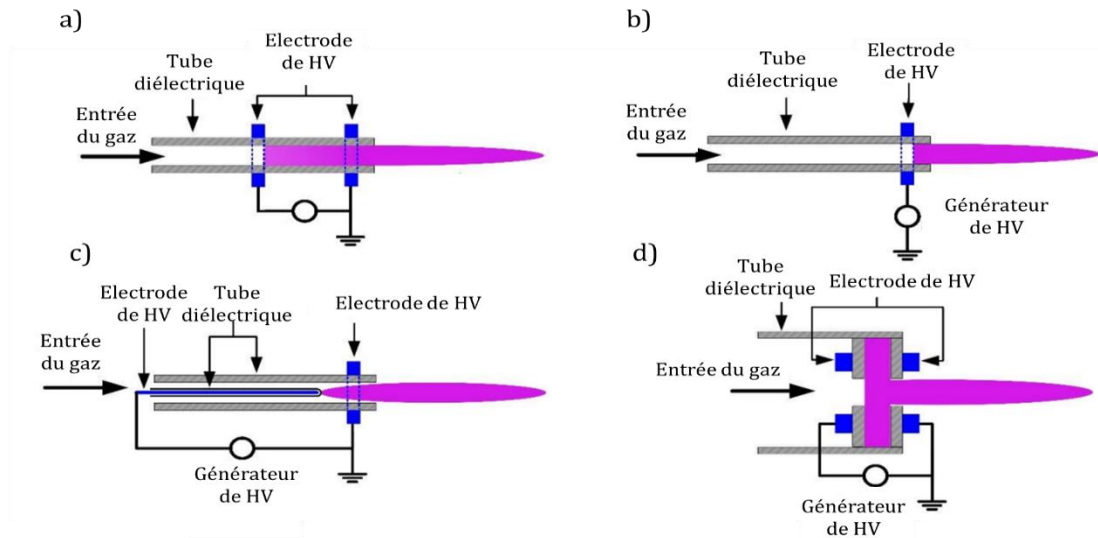 a)
Electrode
de HV
Tube
diélectrique
Entrée
du gaz
b)
Electrode
de HV
Tube
diélectrique
Entrée
du gaz
Générateur
de HV
c)
Electrode
de HV
Tube
diélectrique
Electrode de HV
Entrée
du gaz
Générateur
de HV
d)
Tube
diélectrique
Electrode de HV
Entrée du gaz
Générateur
de HV